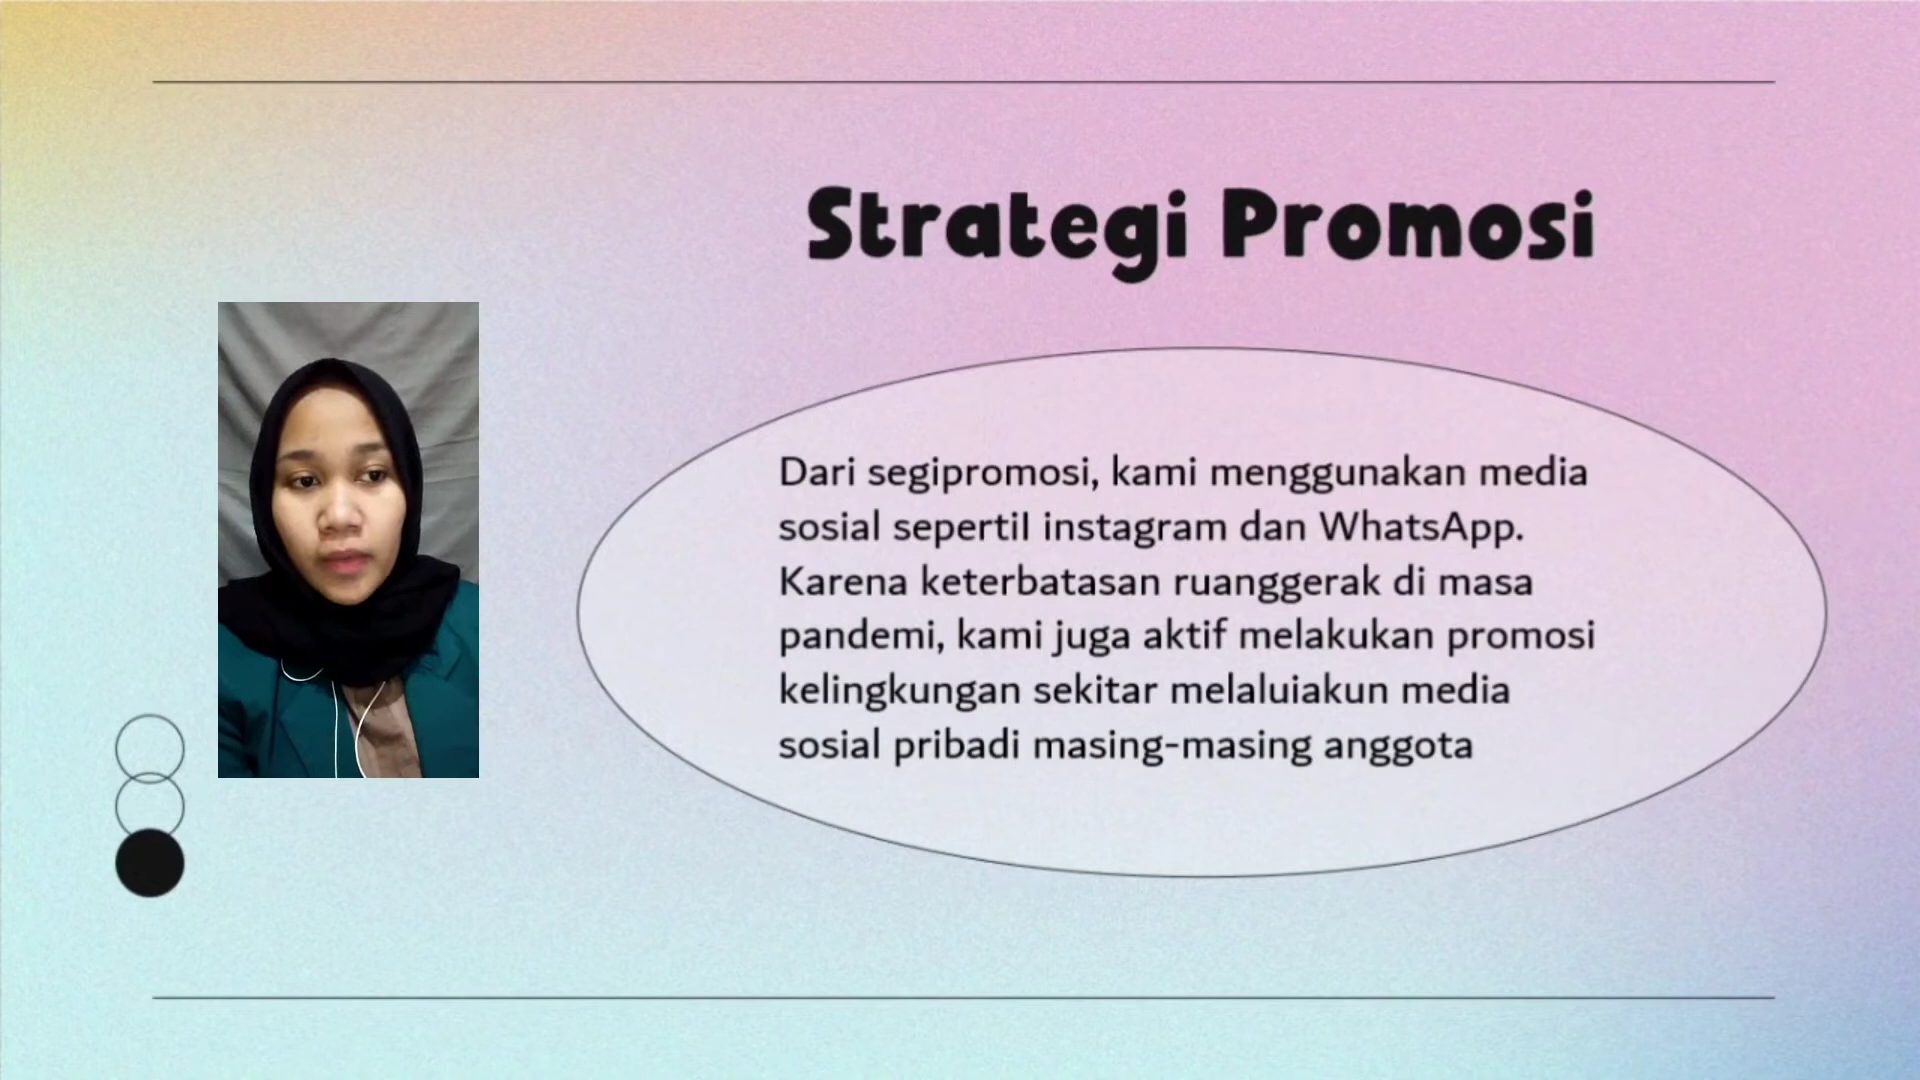 Strategi Promosi
Dari segipromosi, kami menggunakan media
sosial sepertiI instagram dan WhatsApp.
Karena keterbatasan ruanggerak di masa
pandemi, kami juga aktif melakukan promosi
kelingkungan sekitar melaluiakun media
sosial pribadi masing-masing anggota